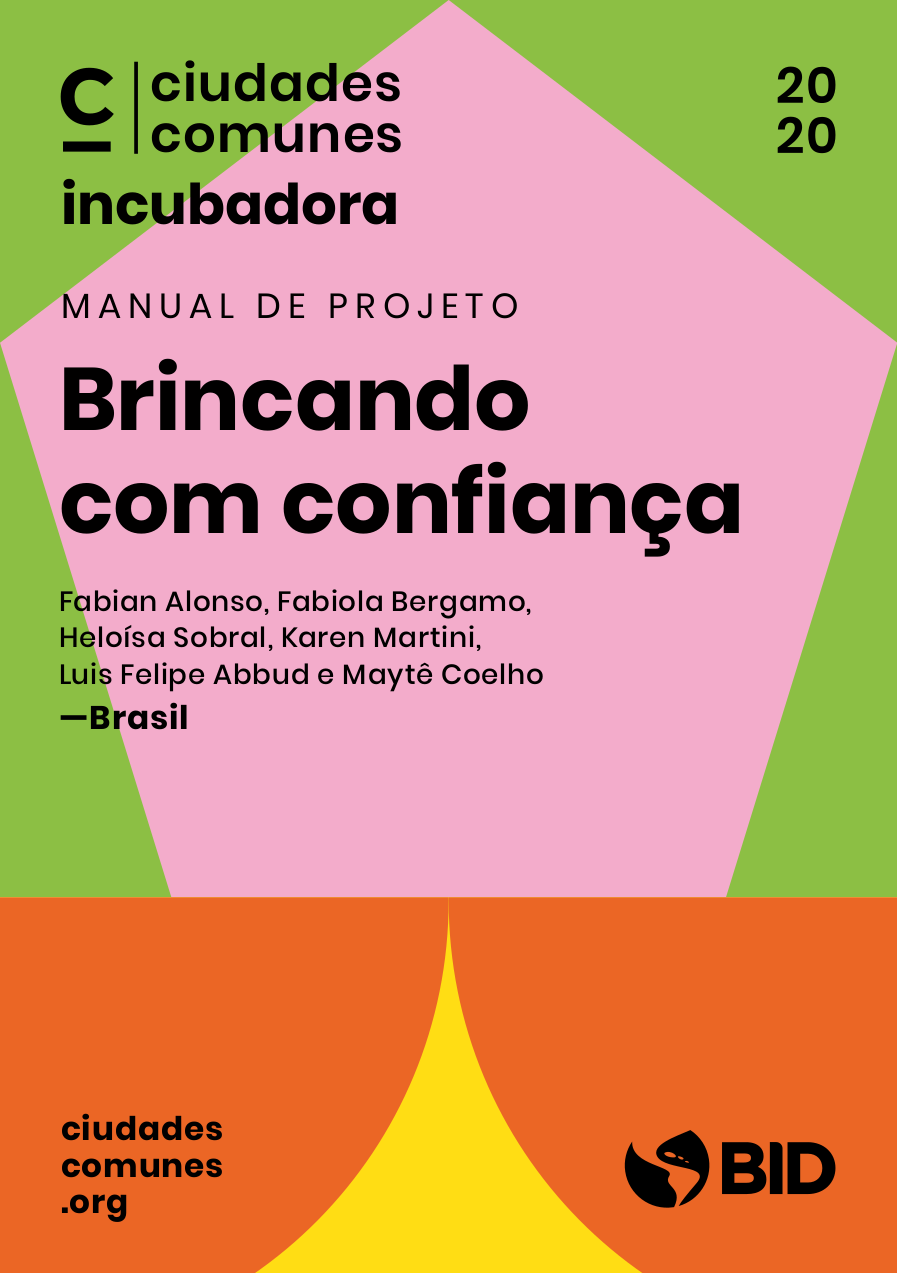 C
ciudades
comunes
incubadora
20
20
MANUAL DE PROJETO
Brincando
com confiança
Fabian Alonso, Fabiola Bergamo,
Heloísa Sobral, Karen Martini,
Luis Felipe Abbud e Maytê Coelho
—Brasil
ciudades
comunes
.org
BID